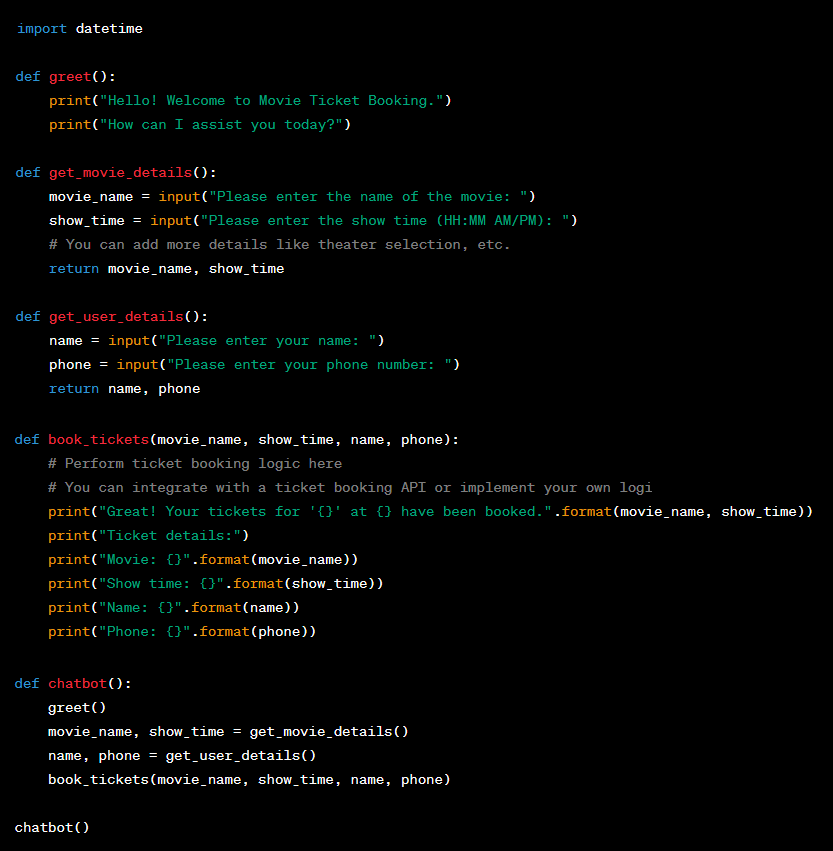 import datetime
def greet():
    print("Hello! Welcome to Movie Ticket Booking.")
    print("How can I assist you today?")
def get_movie_details():
    movie_name = input("Please enter the name of the movie: ")
    show_time = input("Please enter the show time (HH:MM AM/PM): ")
    # You can add more details like theater selection, etc.
    return movie_name, show_time
def get_user_details():
    name = input("Please enter your name: ")
    phone = input("Please enter your phone number: ")
    return name, phone
def book_tickets(movie_name, show_time, name, phone):
    # Perform ticket booking logic here
    # You can integrate with a ticket booking API or implement your own logi
    print("Great! Your tickets for '{}' at {} have been booked.".format(movie_name, show_time))
    print("Ticket details:")
    print("Movie: {}".format(movie_name))
    print("Show time: {}".format(show_time))
    print("Name: {}".format(name))
    print("Phone: {}".format(phone))
def chatbot():
    greet()
    movie_name, show_time = get_movie_details()
    name, phone = get_user_details()
    book_tickets(movie_name, show_time, name, phone)
chatbot()